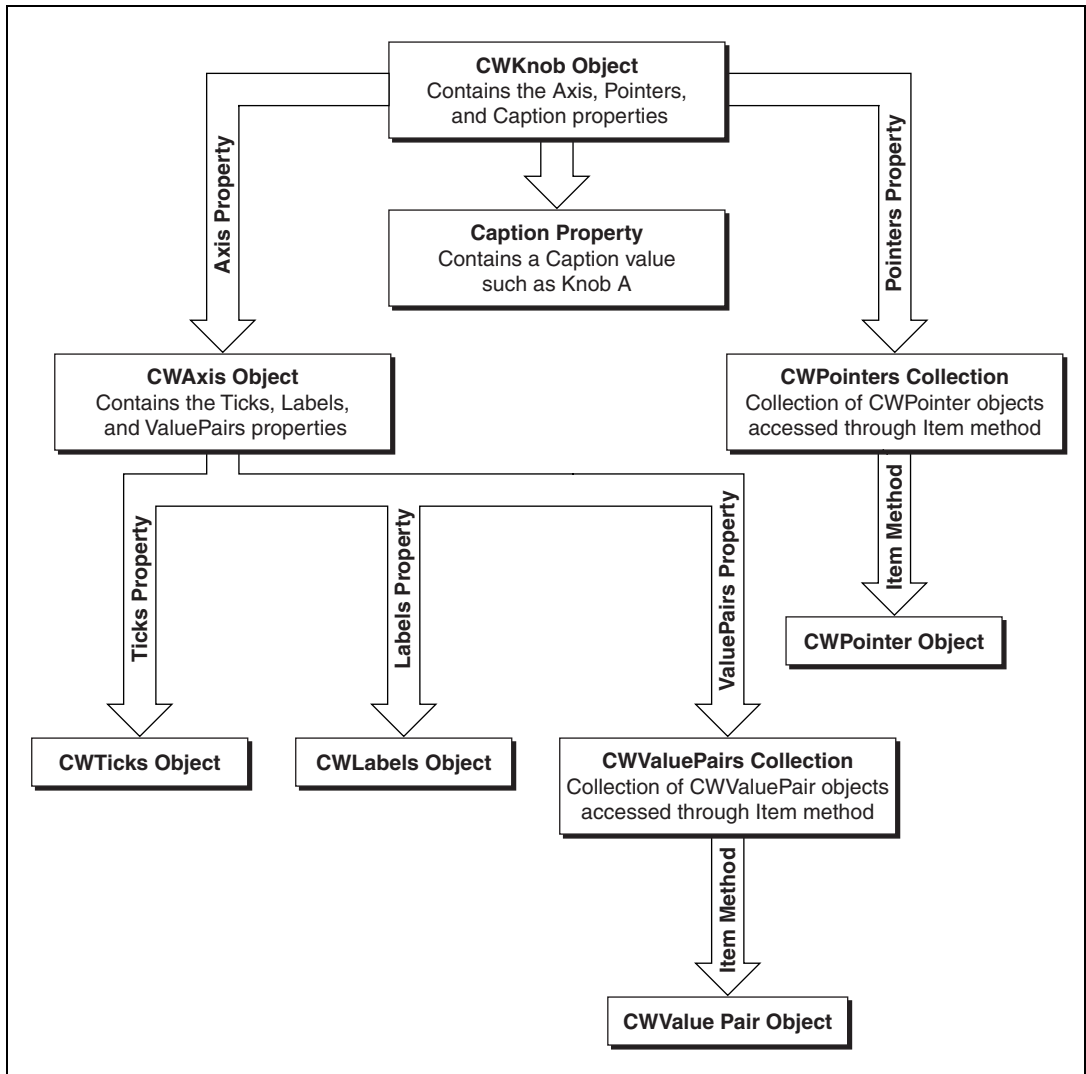 CWKnob Object
Contains the Axis, Pointers,
and Caption properties
Axis Property
Pointers Property
Caption Property
Contains a Caption value
such as Knob A
CWAxis Object
Contains the Ticks, Labels,
and ValuePairs properties
CWPointers Collection
Collection of CWPointer objects
accessed through Item method
Ticks Property
Labels Property
ValuePairs Property
Item Method
CWPointer Object
CWTicks Object
CWLabels Object
CWValuePairs Collection
Collection of CWValuePair objects
accessed through Item method
Item Method
CWValue Pair Object